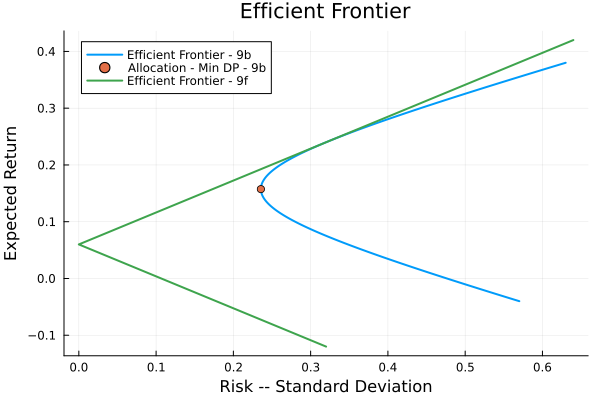 Efficient Frontier
Efficient Frontier - 9b
Allocation - Min DP - 9b
Efficient Frontier - 9f
Expected Return
0.4
0.3
0.2
0.1
0.0
−0.1
0.0 0.1 0.2 0.3 0.4 0.5 0.6
Risk -- Standard Deviation